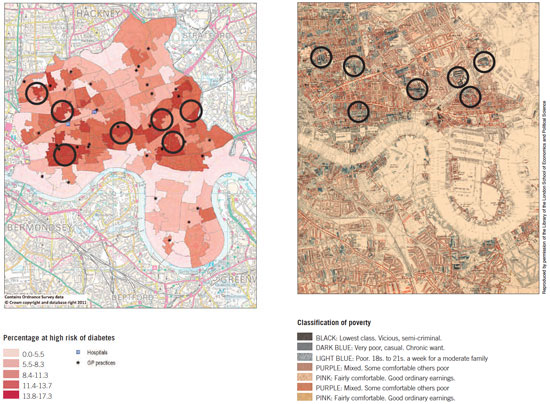 HACKNEY
STRATFORD
BERMONDSEY
DEPTFORD
GREEN
Contains Ordnance Survey data
© Crown copyright and database right 2011
Reproduced by permission of the Library of the London School of Economics and Political Science
Percentage at high risk of diabetes
0.0-5.5
5.5-8.3
8.4-11.3
11.4-13.7
13.8-17.3
Hospitals
GP practices
Classification of poverty
BLACK: Lowest class. Vicious, semi-criminal.
DARK BLUE: Very poor, casual. Chronic want.
LIGHT BLUE: Poor. 18s. to 21s. a week for a moderate family
PURPLE: Mixed. Some comfortable others poor
PINK: Fairly comfortable. Good ordinary earnings.
PURPLE: Mixed. Some comfortable others poor
PINK: Fairly comfortable. Good ordinary earnings.